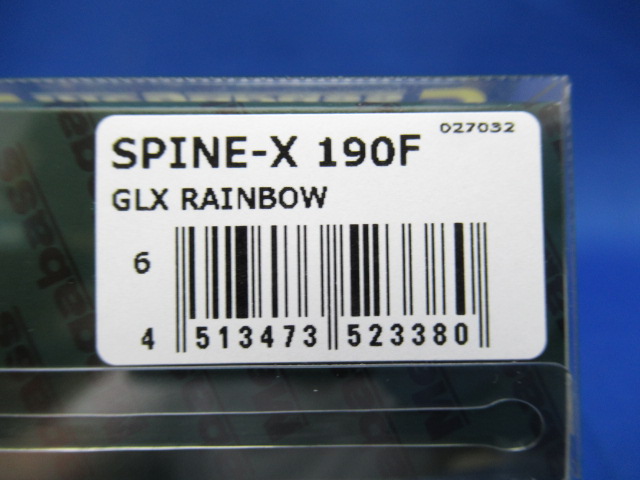 027032
SPINE-X 190F
GLX RAINBOW
6
4 513473 523380